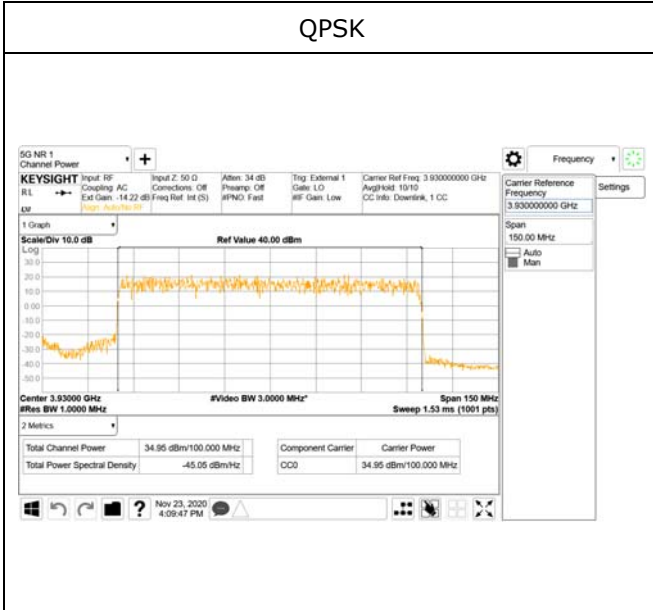 QPSK
5G NR 1
Channel Power
+
Frequency
KEYSIGHT
RL
Input: RF
Coupling: AC
Ext Gain: -14.22 dB
Align: Auto/No RF
Input Z: 50 Ω
Corrections: Off
Freq Ref: Int (S)
Atten: 34 dB
Preamp: Off
#PNO: Fast
Trig: External 1
Gate: LO
#IF Gain: Low
Carrier Ref Freq: 3.930000000 GHz
Avg|Hold: 10/10
CC Info: Downlink, 1 CC
Carrier Reference
Frequency
3.930000000 GHz
Settings
Span
150.00 MHz
Auto
Man
1 Graph
Scale/Div 10.0 dB
Ref Value 40.00 dBm
Log
30.0
20.0
10.0
0.00
-10.0
-20.0
-30.0
-40.0
-50.0
Center 3.93000 GHz
#Video BW 3.0000 MHz*
Span 150 MHz
#Res BW 1.0000 MHz
Sweep 1.53 ms (1001 pts)
2 Metrics
Total Channel Power 34.95 dBm/100.000 MHz
Total Power Spectral Density -45.05 dBm/Hz
Component Carrier Carrier Power
CC0 34.95 dBm/100.000 MHz
?
Nov 23, 2020
4:09:47 PM